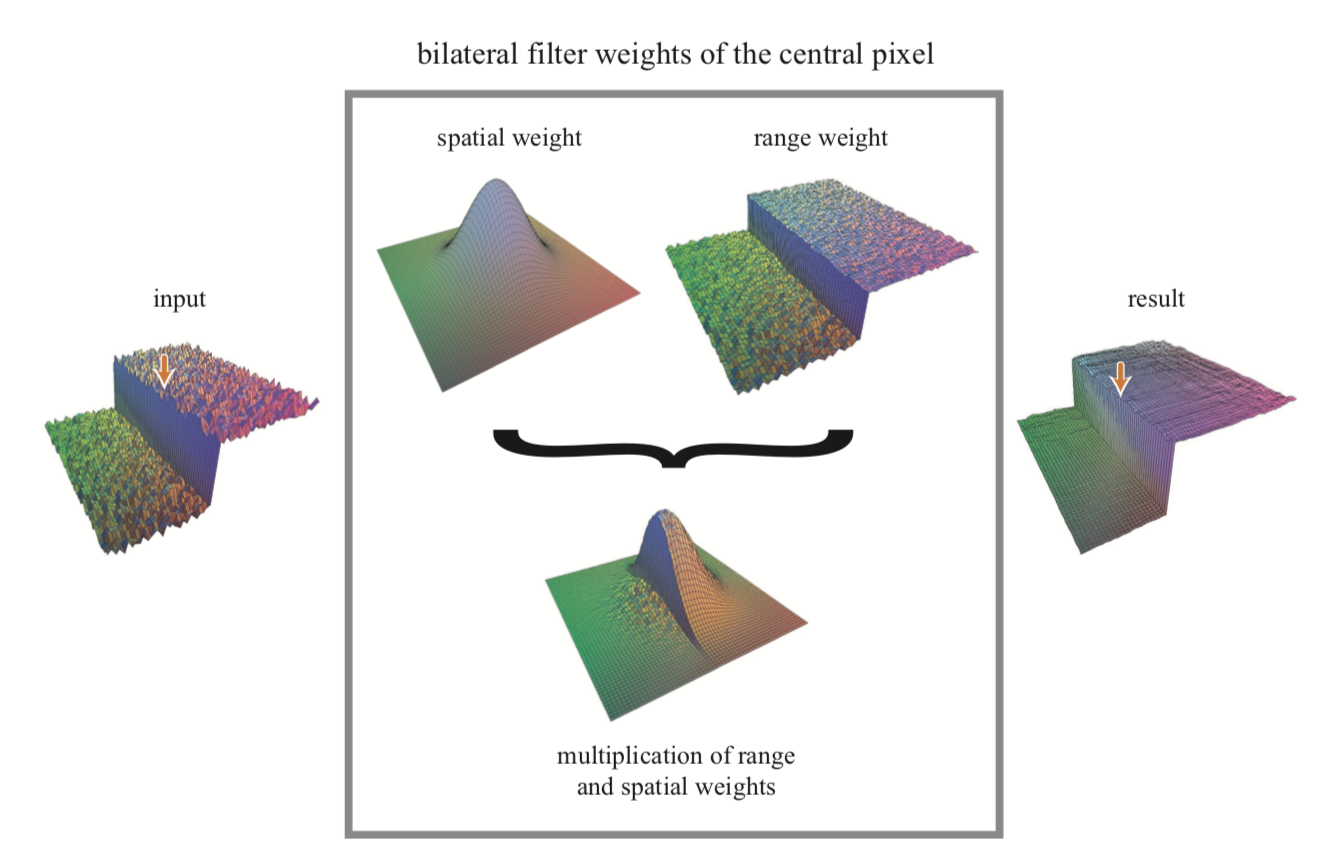 bilateral filter weights of the central pixel
spatial weight
range weight
input
result
multiplication of range
and spatial weights